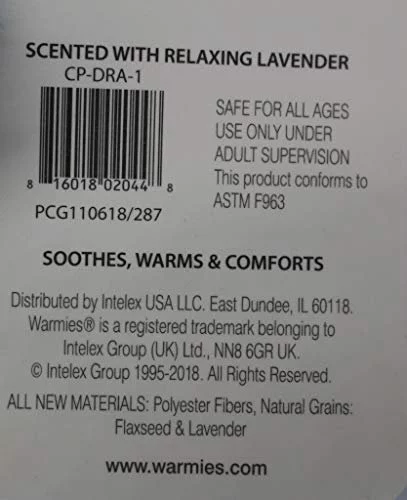 SCENTED WITH RELAXING LAVENDER
CP-DRA-1
8 16018 02044 8
PCG110618/287
SAFE FOR ALL AGES
USE ONLY UNDER
ADULT SUPERVISION
This product conforms to
ASTM F963
SOOTHES, WARMS & COMFORTS
Distributed by Intelex USA LLC. East Dundee, IL 60118.
Warmies® is a registered trademark belonging to
Intelex Group (UK) Ltd., NN8 6GR UK.
© Intelex Group 1995-2018. All Rights Reserved.
ALL NEW MATERIALS: Polyester Fibers, Natural Grains:
Flaxseed & Lavender
www.warmies.com